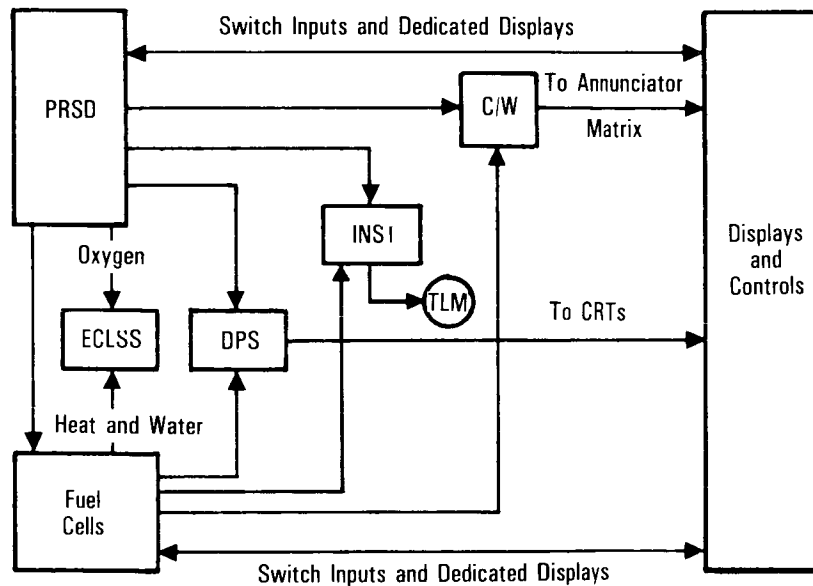 Switch Inputs and Dedicated Displays
PRSD
C/W
To Annunciator
Matrix
INST
Oxygen
TLM
Displays
and
Controls
ECLSS
DPS
To CRTs
Heat and Water
Fuel
Cells
Switch Inputs and Dedicated Displays